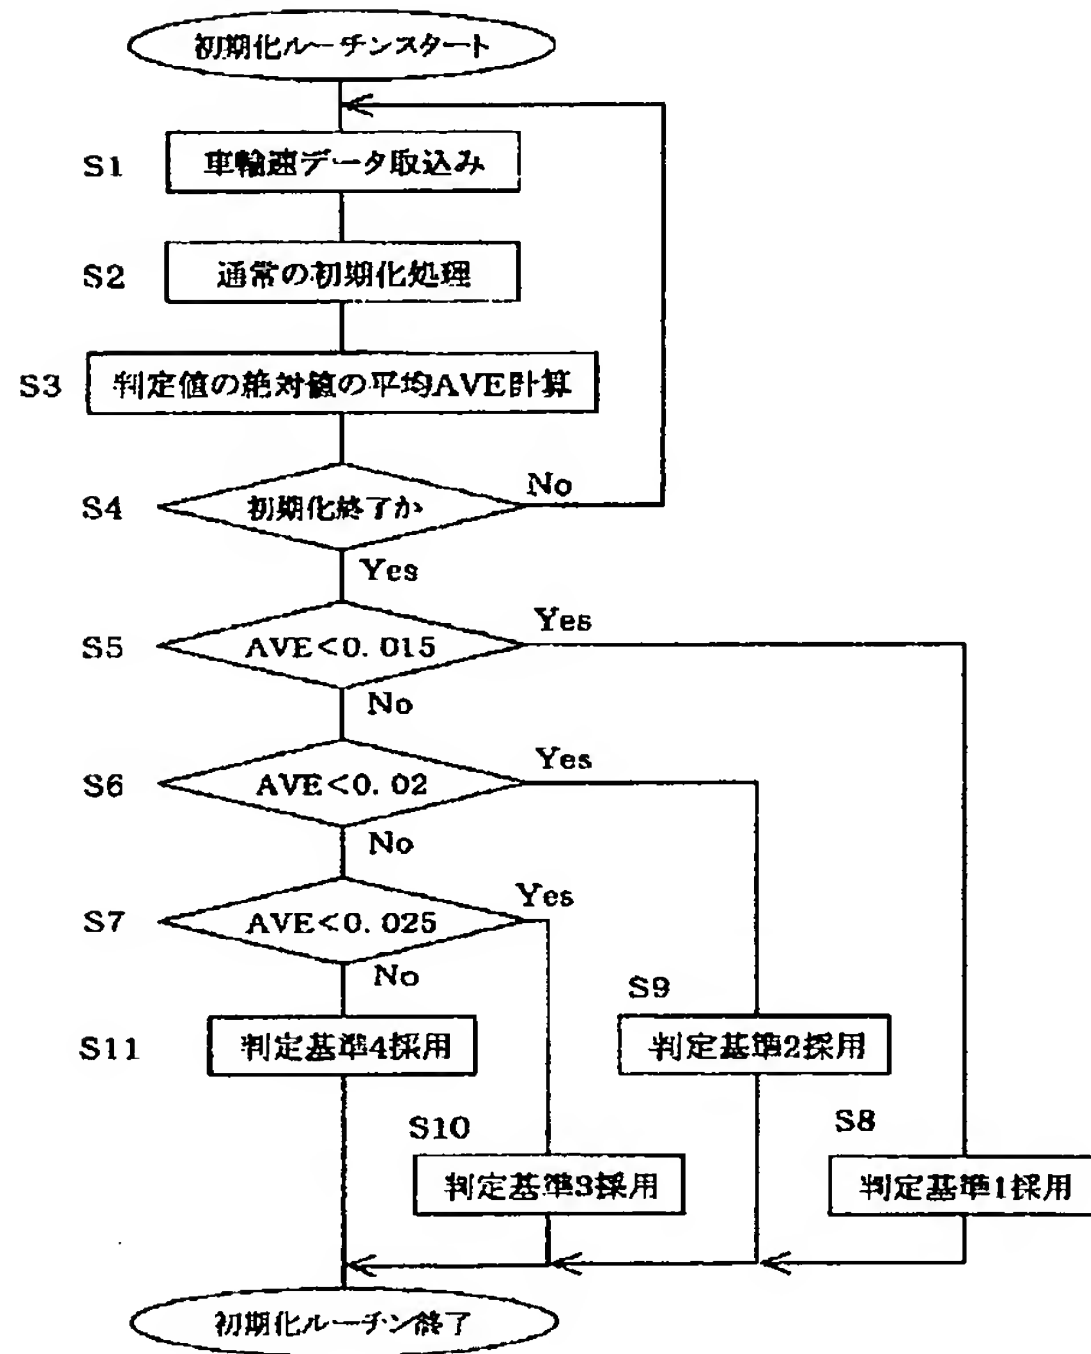 初期化ルーチンスタート
S1 車輪速データ取込み
S2 通常の初期化処理
S3 判定値の絶対値の平均AVE計算
S4 初期化終了か No
Yes
S5 AVE<0.015 Yes
No
S6 AVE<0.02 Yes
No
S7 AVE<0.025 Yes
No
S9
S11 判定基準4採用 判定基準2採用
S10 S8
判定基準3採用 判定基準1採用
初期化ルーチン終了